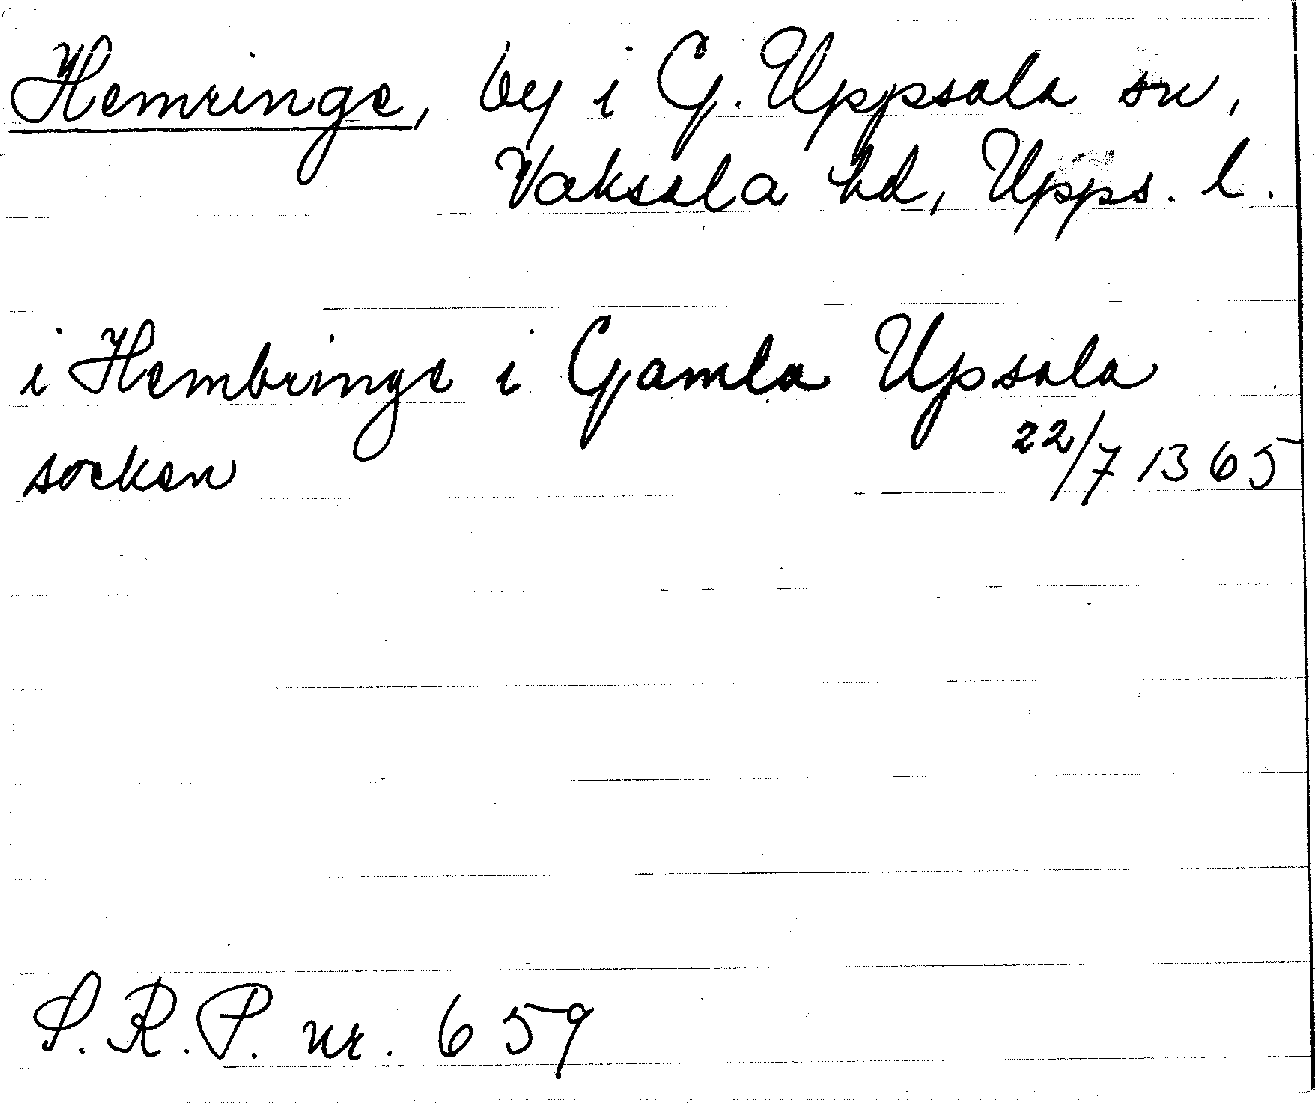 Hemringe, by i G. Uppsala sn,
Vaksala hd, Upps. l.
i Hembringe i Gamla Upsala
socken 22/7 1365
S.R.P. nr. 659